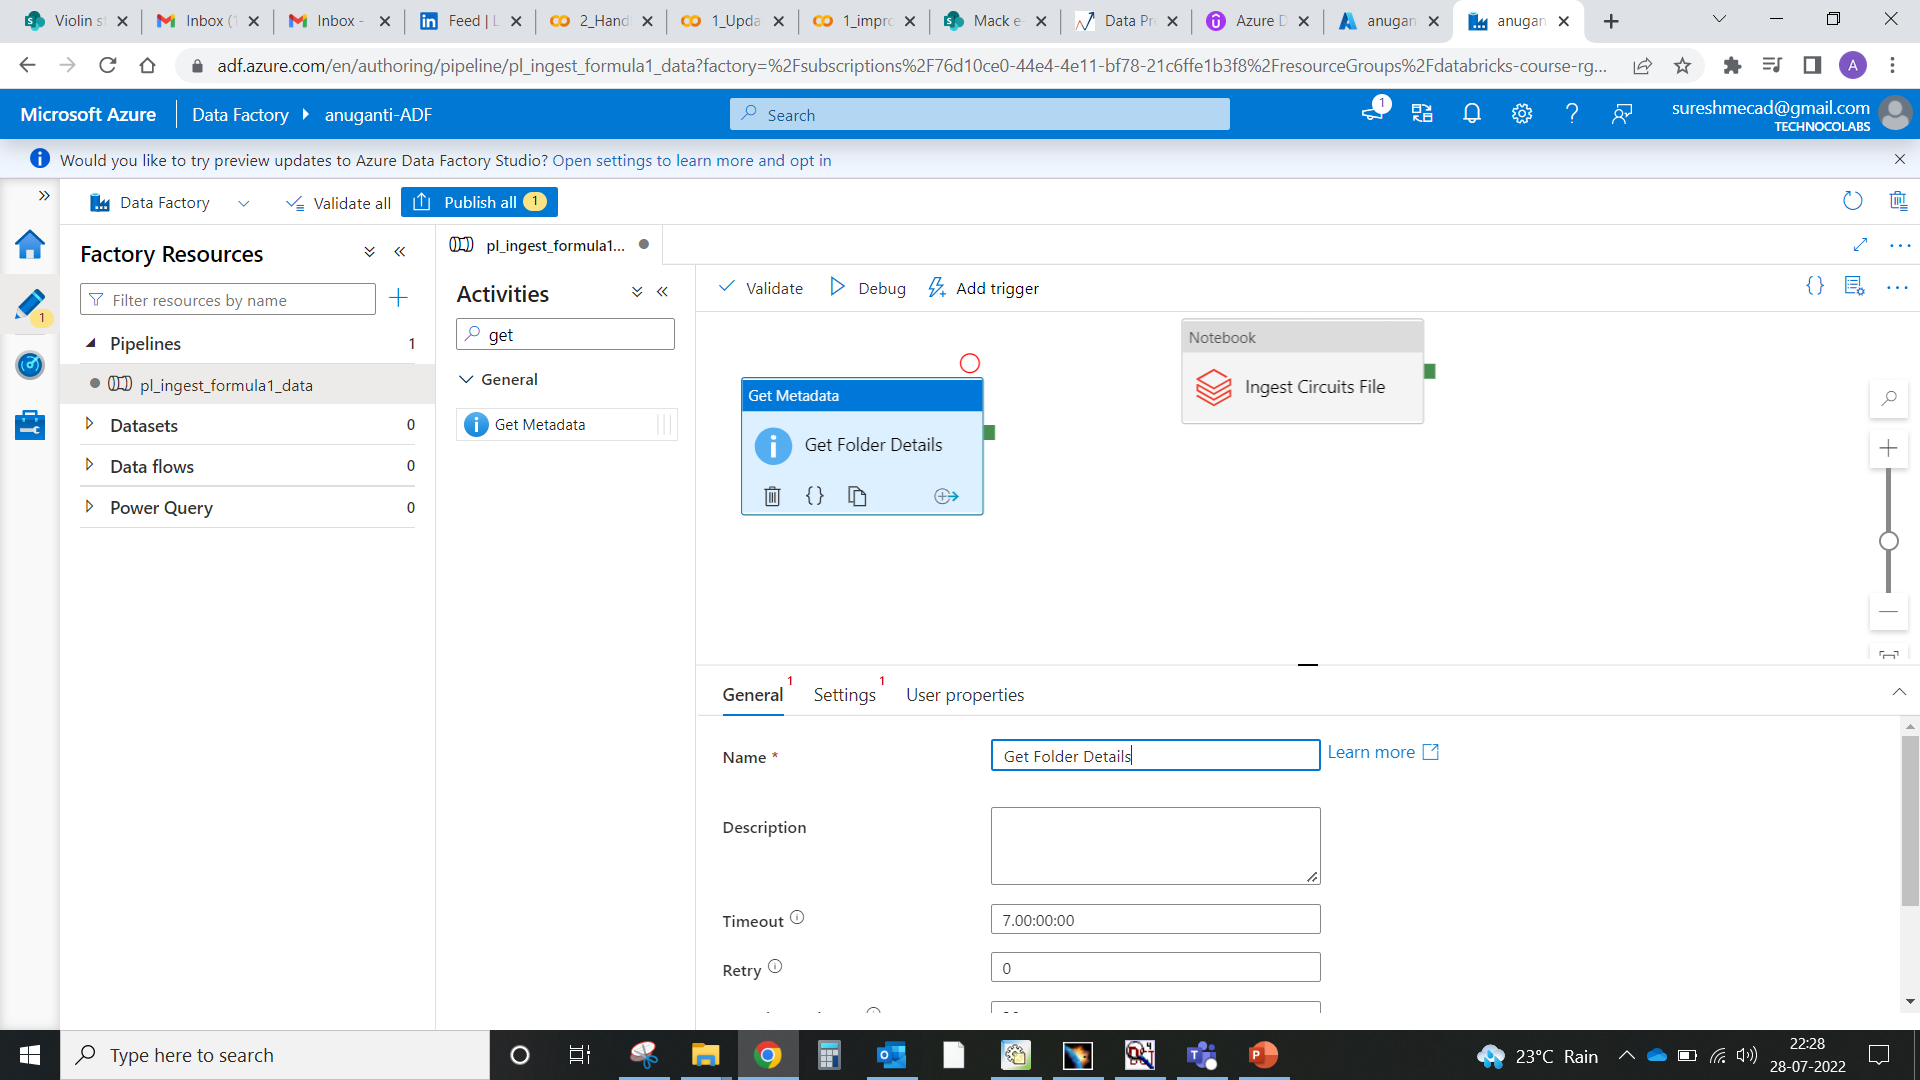 Violin st
Inbox (1
Inbox -
Feed | L
2_Handl
1_Upda
1_impro
Mack e-
Data Pre
Azure D
anugan
anugan
adf.azure.com/en/authoring/pipeline/pl_ingest_formula1_data?factory=%2Fsubscriptions%2F76d10ce0-44e4-4e11-bf78-21c6ffe1b3f8%2FresourceGroups%2Fdatabricks-course-rg...
A
Microsoft Azure
Data Factory
anuganti-ADF
Search
1
sureshmecad@gmail.com
TECHNOCOLABS
Would you like to try preview updates to Azure Data Factory Studio? Open settings to learn more and opt in
Data Factory
Validate all
Publish all 1
Factory Resources
pl_ingest_formula1...
Filter resources by name
Activities
Validate
Debug
Add trigger
1
get
Pipelines 1
General
pl_ingest_formula1_data
Get Metadata
Datasets 0
Data flows 0
Power Query 0
Get Metadata
Get Folder Details
Notebook
Ingest Circuits File
General 1
Settings 1
User properties
Name *
Get Folder Details
Learn more
Description
Timeout
7.00:00:00
Retry
0
Type here to search
23°C Rain
22:28
28-07-2022